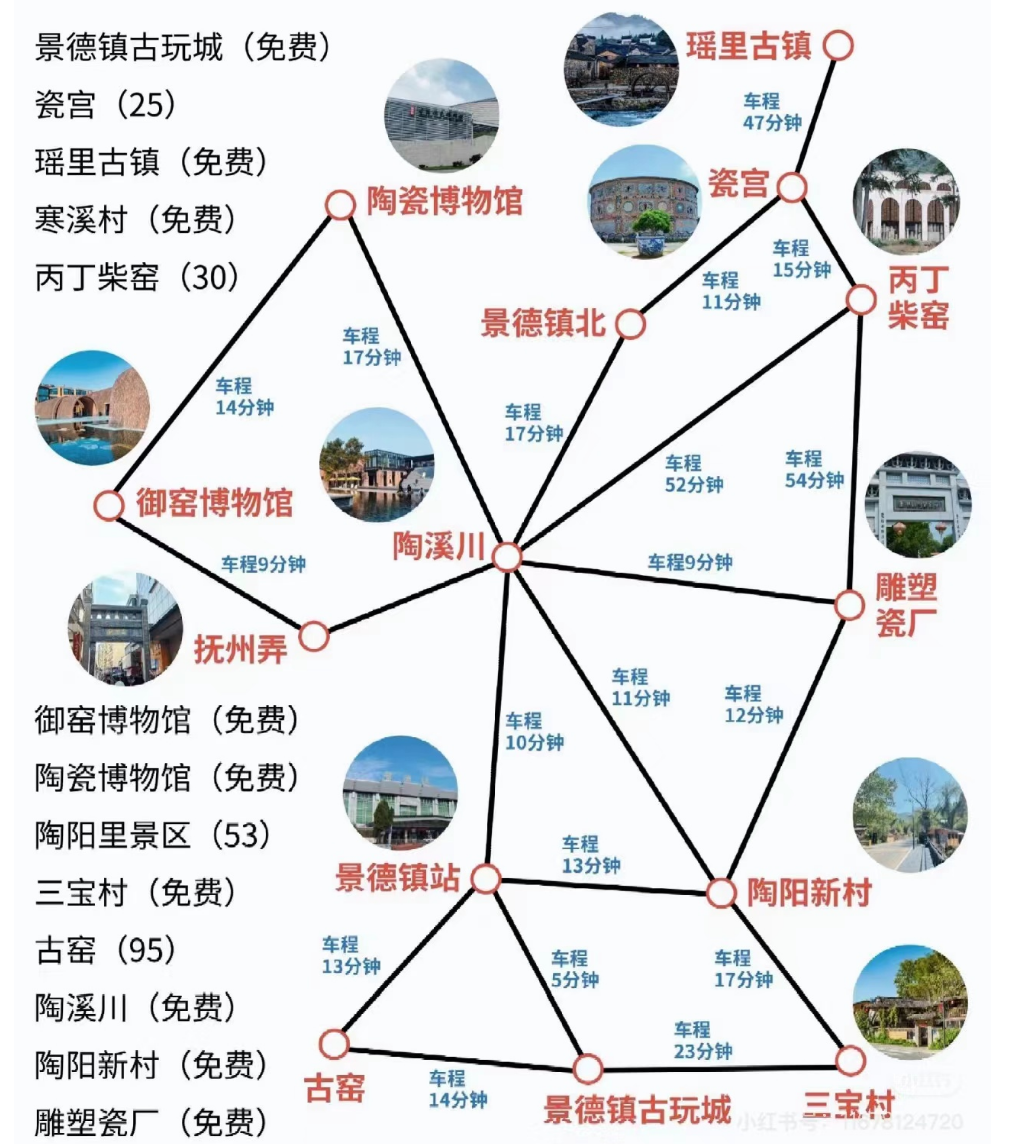 景德镇古玩城（免费）
瓷宫（25）
瑶里古镇（免费）
寒溪村（免费）
丙丁柴窑（30）
瑶里古镇
车程
47分钟
瓷宫
陶瓷博物馆
车程
15分钟
车程
11分钟
丙丁
柴窑
景德镇北
车程
17分钟
车程
14分钟
车程
17分钟
车程
52分钟
车程
54分钟
御窑博物馆
陶溪川
车程9分钟
车程9分钟
雕塑
瓷厂
抚州弄
车程
11分钟
车程
12分钟
车程
10分钟
御窑博物馆（免费）
陶瓷博物馆（免费）
陶阳里景区（53）
三宝村（免费）
古窑（95）
陶溪川（免费）
陶阳新村（免费）
雕塑瓷厂（免费）
车程
13分钟
景德镇站
陶阳新村
车程
13分钟
车程
5分钟
车程
17分钟
车程
23分钟
古窑
车程
14分钟
景德镇古玩城
三宝村
小红书
小红书号：11678124720